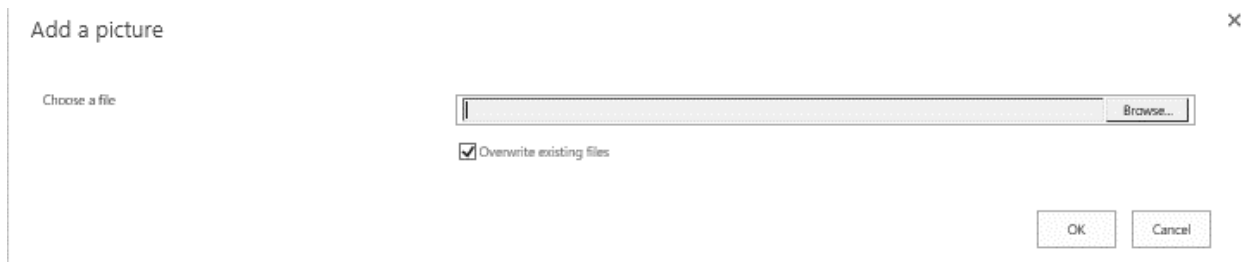 Add a picture
Choose a file
Browse...
Overwrite existing files
OK
Cancel